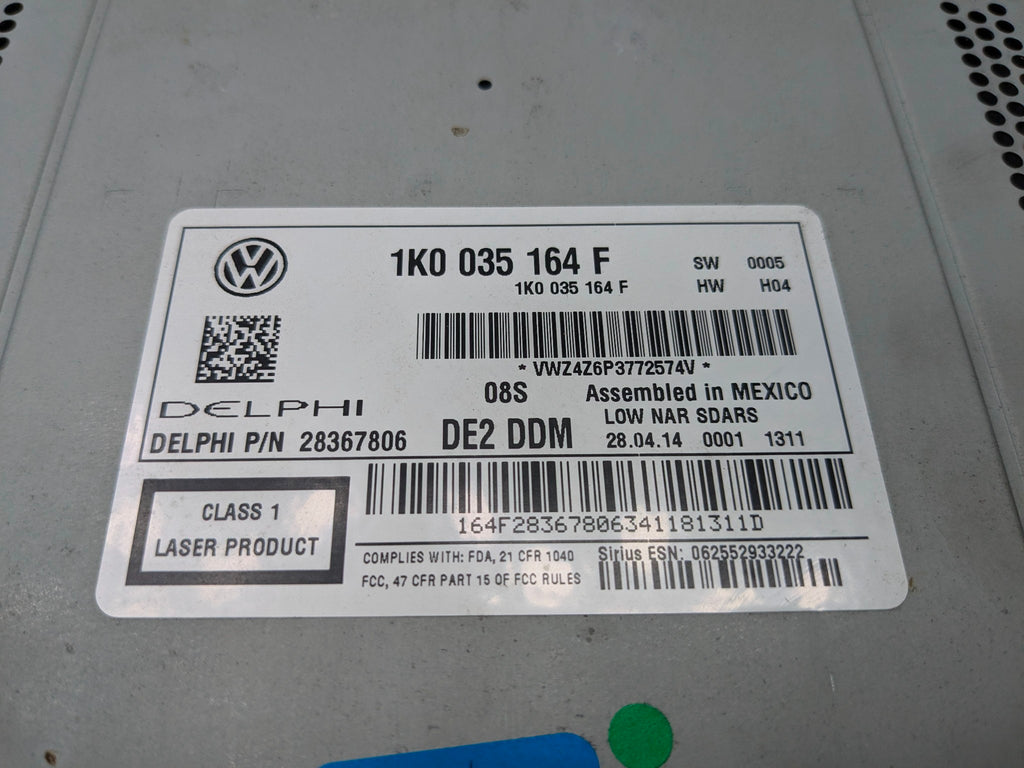 1K0 035 164 F
SW 0005
1K0 035 164 F
HW H04
* VWZ4Z6P3772574V *
08S Assembled in MEXICO
DELPHI
LOW NAR SDARS
DELPHI P/N 28367806 DE2 DDM 28.04.14 0001 1311
CLASS 1
LASER PRODUCT
164F28367806341181311D
COMPLIES WITH: FDA, 21 CFR 1040
Sirius ESN: 062552933222
FCC, 47 CFR PART 15 OF FCC RULES